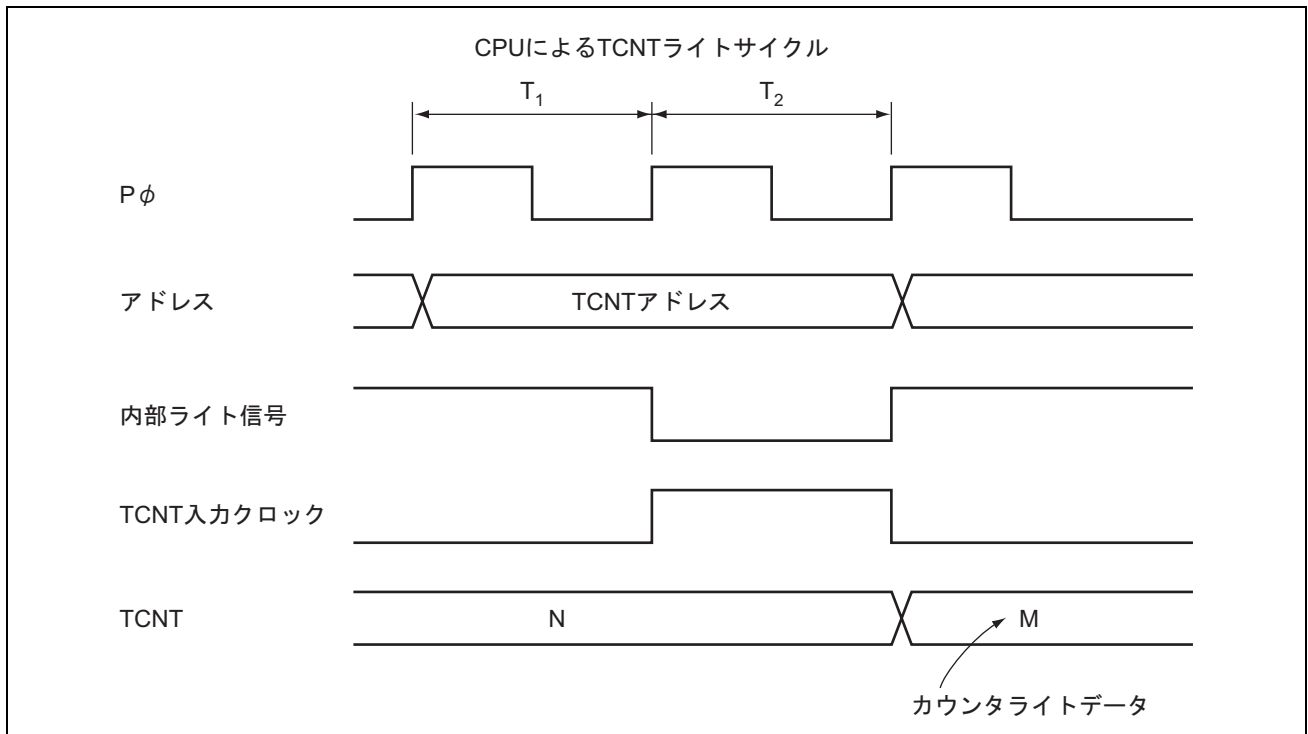 CPUによるTCNTライトサイクル
T1 T2
Pφ
アドレス TCNTアドレス
内部ライト信号
TCNT入力クロック
TCNT N M
カウンタライトデータ